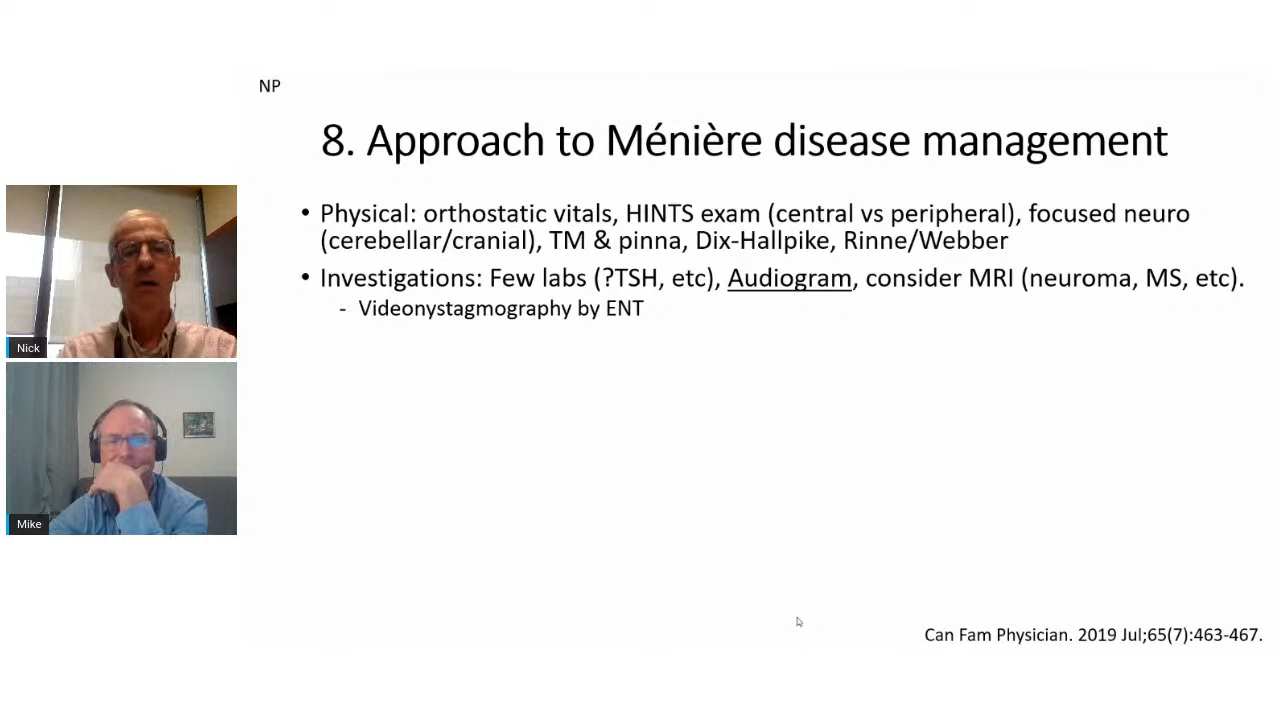 NP
8. Approach to Ménière disease management
• Physical: orthostatic vitals, HINTS exam (central vs peripheral), focused neuro
(cerebellar/cranial), TM & pinna, Dix-Hallpike, Rinne/Webber
• Investigations: Few labs (?TSH, etc), Audiogram, consider MRI (neuroma, MS, etc).
- Videonystagmography by ENT
Nick
Mike
Can Fam Physician. 2019 Jul;65(7):463-467.